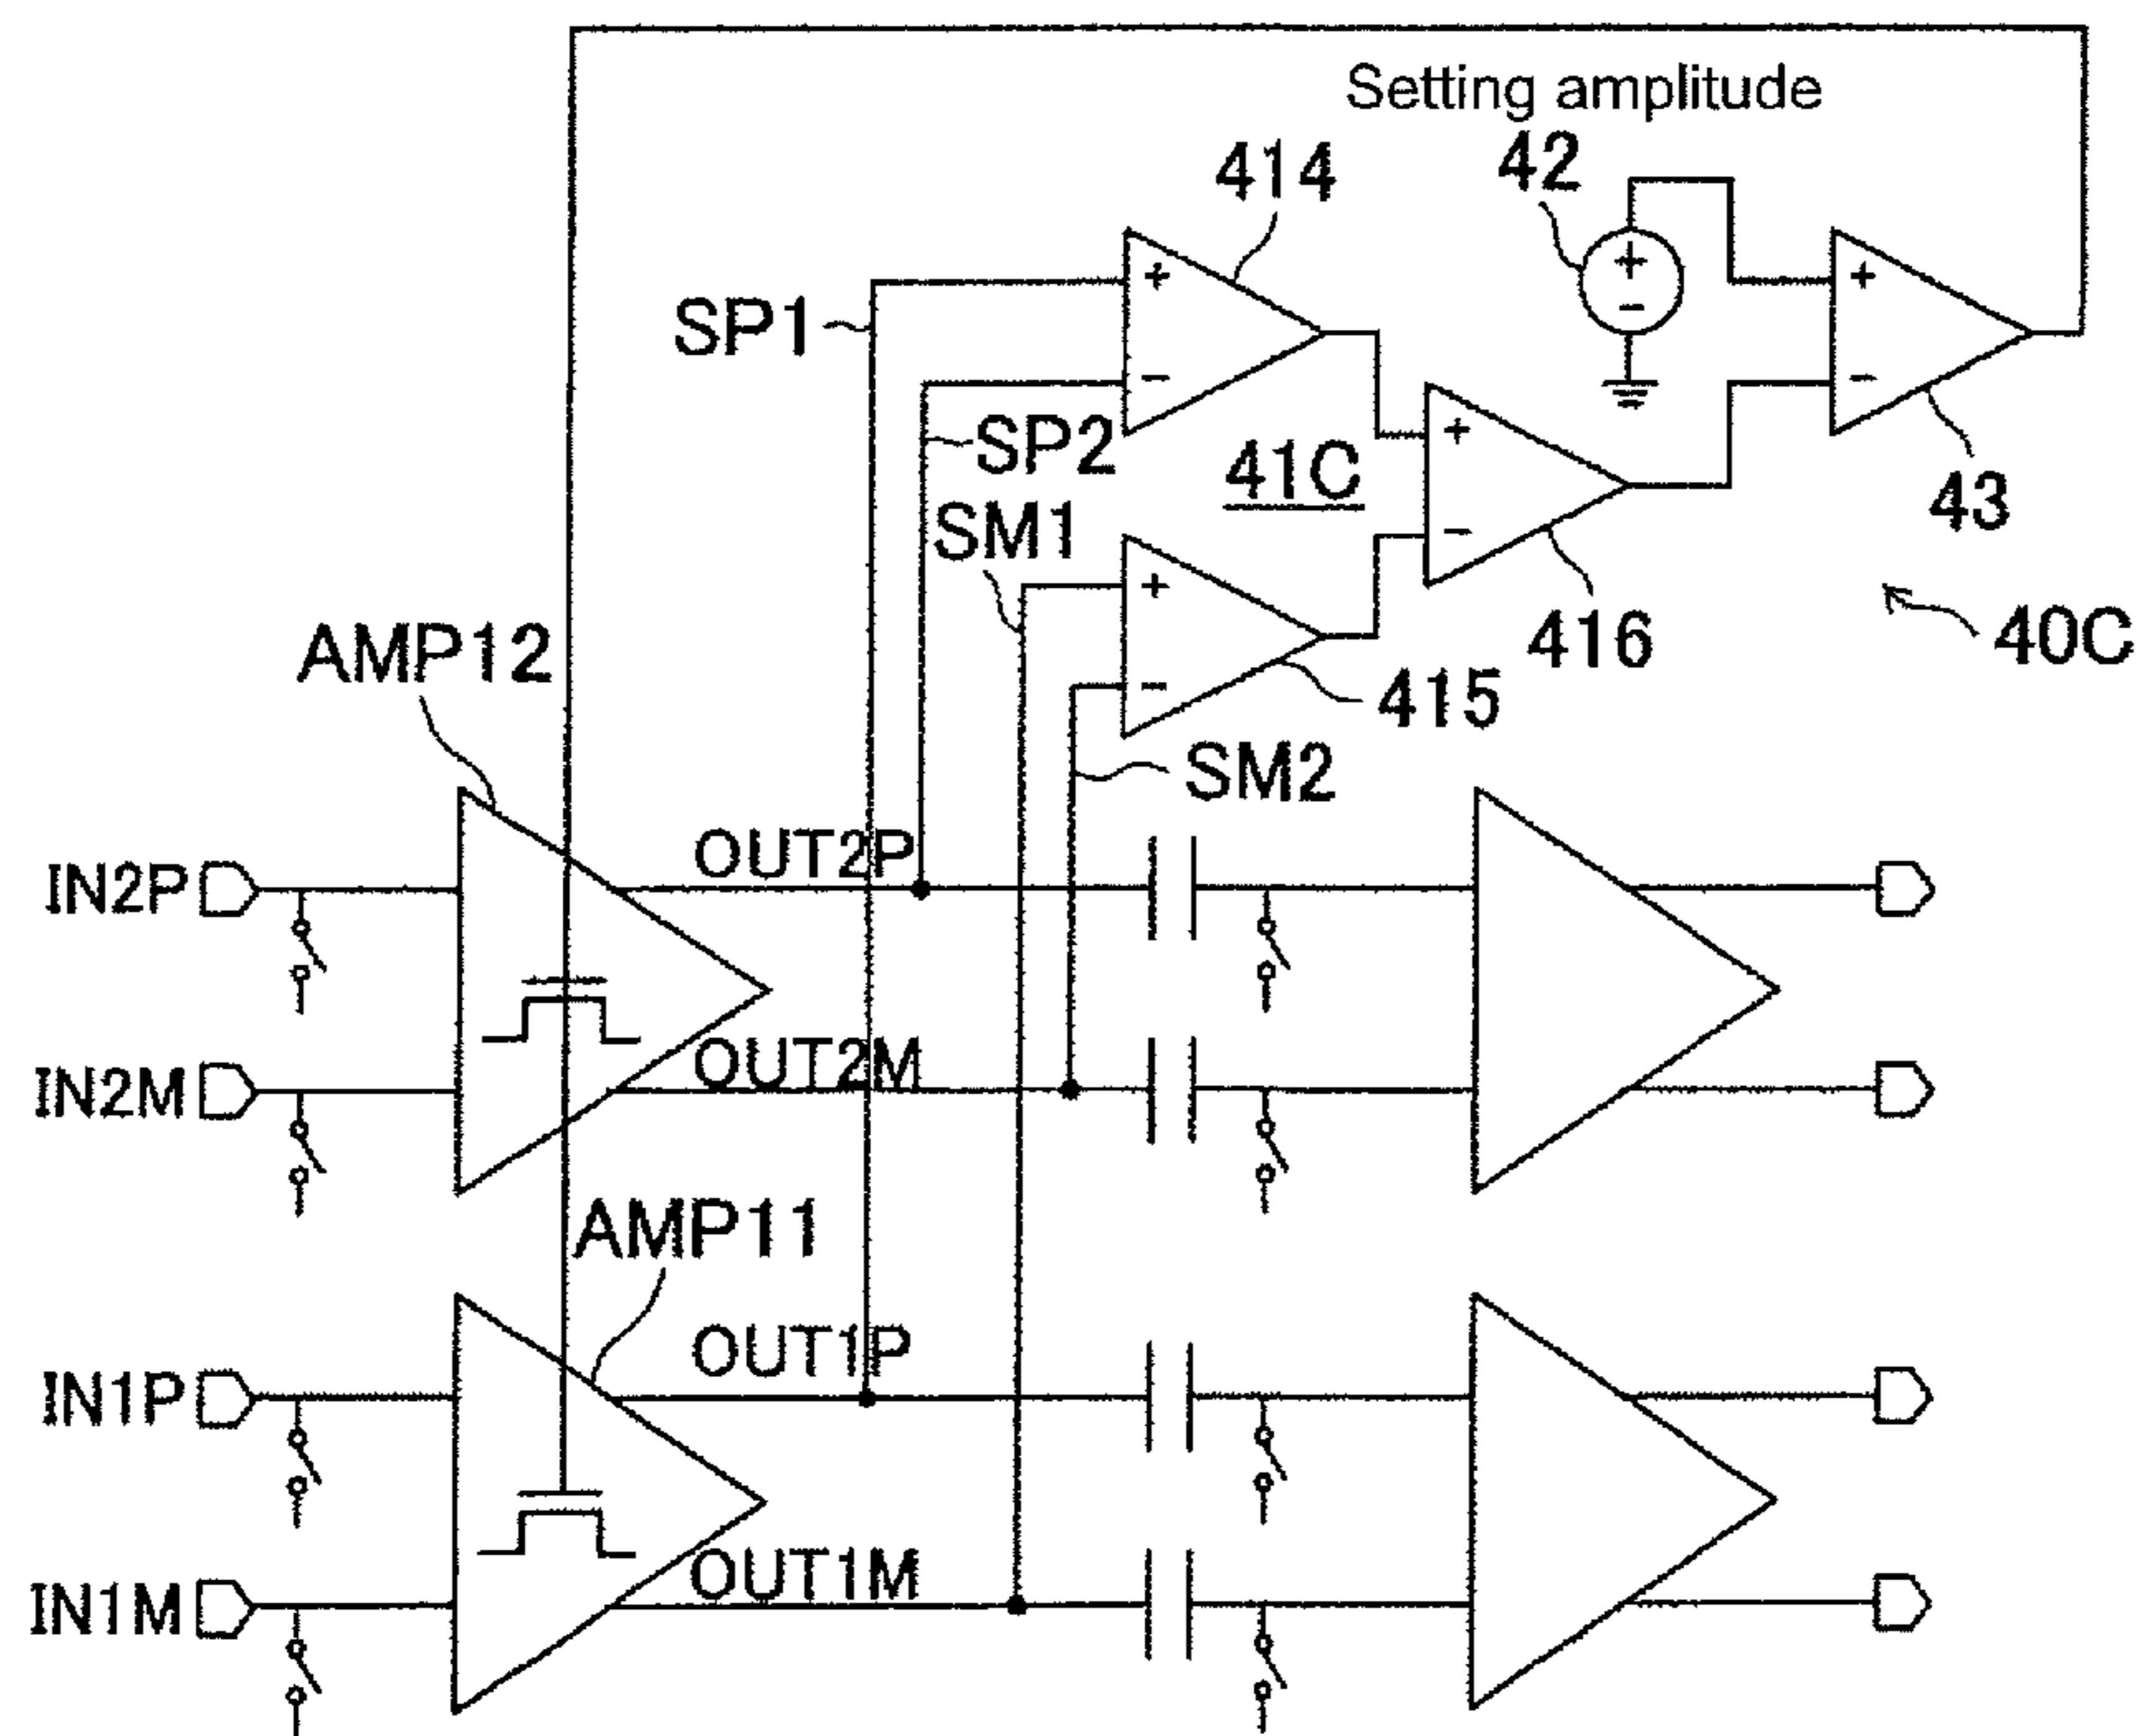 Setting amplitude
414
42
SP1
SP2
41C
43
SM1
416
40C
AMP12
415
SM2
OUT2P
IN2P
OUT2M
IN2M
AMP11
OUT1P
IN1P
OUT1M
IN1M